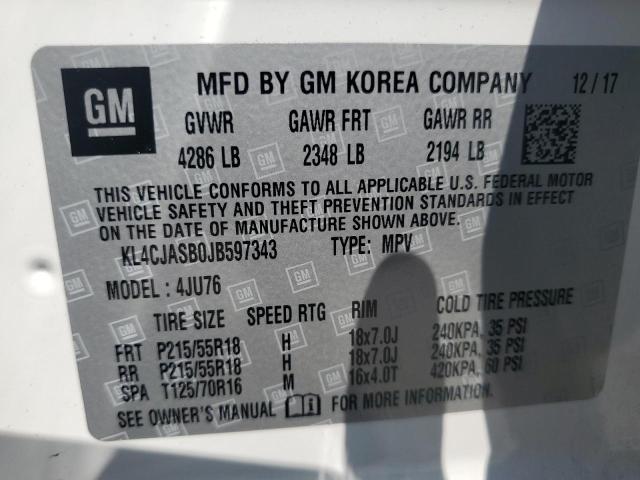 GM MFD BY GM KOREA COMPANY 12/17
GVWR GAWR FRT GAWR RR
4286 LB 2348 LB 2194 LB
THIS VEHICLE CONFORMS TO ALL APPLICABLE U.S. FEDERAL MOTOR
VEHICLE SAFETY AND THEFT PREVENTION STANDARDS IN EFFECT
ON THE DATE OF MANUFACTURE SHOWN ABOVE.
KL4CJASB0JB597343 TYPE: MPV
MODEL: 4JU76
TIRE SIZE SPEED RTG RIM COLD TIRE PRESSURE
FRT P215/55R18 H 18x7.0J 240KPA, 35 PSI
RR P215/55R18 H 18x7.0J 240KPA, 35 PSI
SPA T125/70R16 M 16x4.0T 420KPA, 60 PSI
SEE OWNER'S MANUAL FOR MORE INFORMATION.